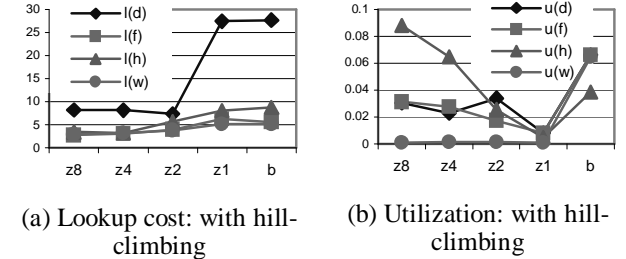 30
25
20
15
10
5
0
l(d)
l(f)
l(h)
l(w)
z8 z4 z2 z1 b
0.1
0.08
0.06
0.04
0.02
0
u(d)
u(f)
u(h)
u(w)
z8 z4 z2 z1 b
(a) Lookup cost: with hill-
climbing
(b) Utilization: with hill-
climbing